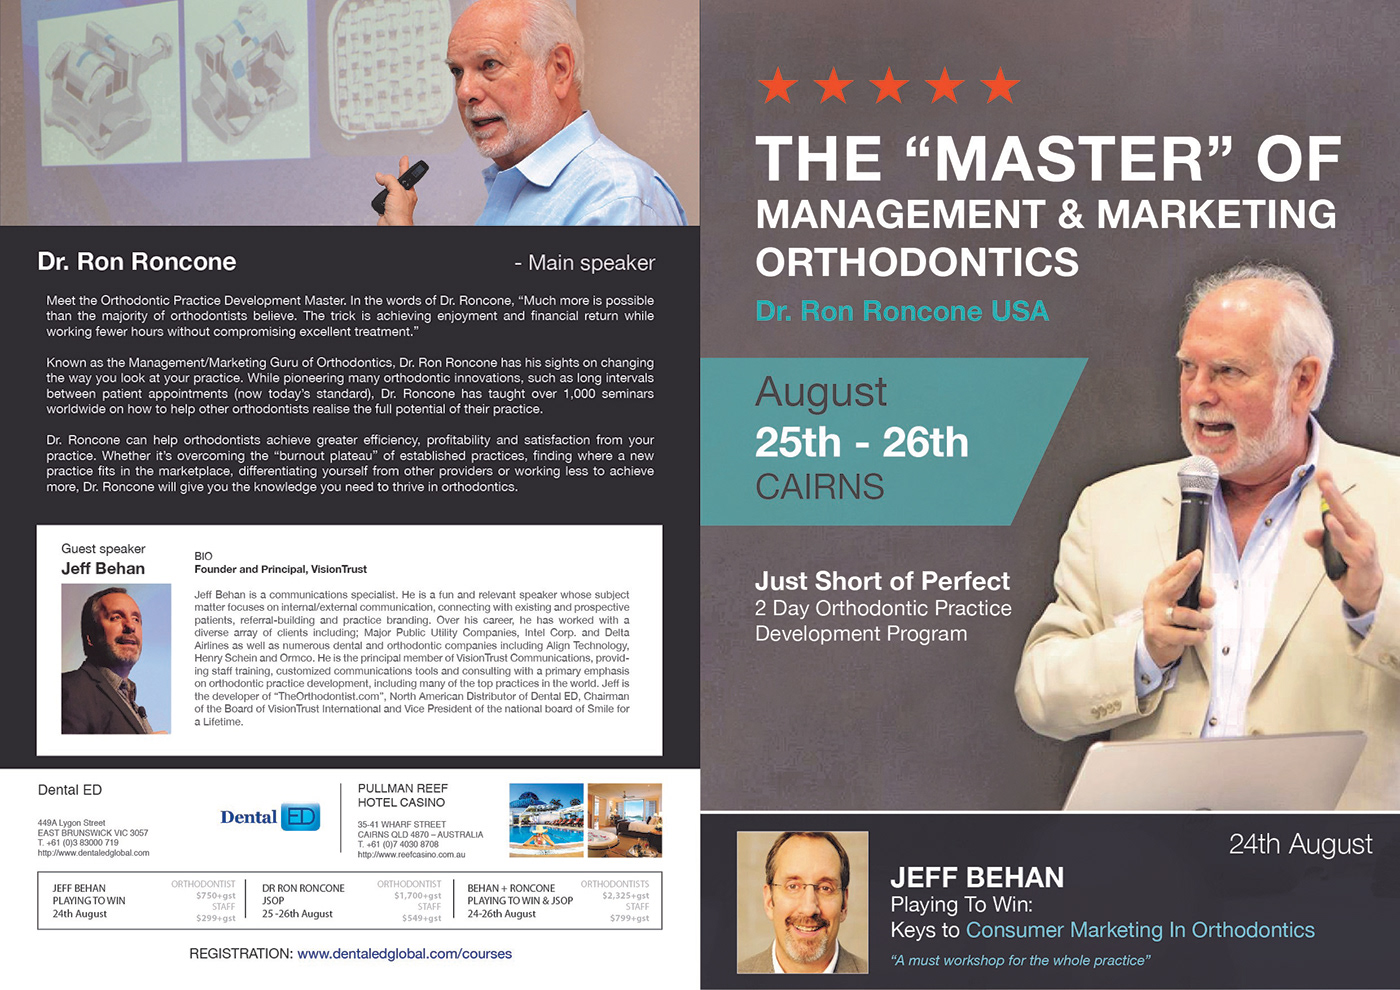 Dr. Ron Roncone
- Main speaker
Meet the Orthodontic Practice Development Master. In the words of Dr. Roncone, “Much more is possible
than the majority of orthodontists believe. The trick is achieving enjoyment and financial return while
working fewer hours without compromising excellent treatment.”
Known as the Management/Marketing Guru of Orthodontics, Dr. Ron Roncone has his sights on changing
the way you look at your practice. While pioneering many orthodontic innovations, such as long intervals
between patient appointments (now today’s standard), Dr. Roncone has taught over 1,000 seminars
worldwide on how to help other orthodontists realise the full potential of their practice.
Dr. Roncone can help orthodontists achieve greater efficiency, profitability and satisfaction from your
practice. Whether it’s overcoming the “burnout plateau” of established practices, finding where a new
practice fits in the marketplace, differentiating yourself from other providers or working less to achieve
more, Dr. Roncone will give you the knowledge you need to thrive in orthodontics.
Guest speaker
Jeff Behan
BIO
Founder and Principal, VisionTrust
Jeff Behan is a communications specialist. He is a fun and relevant speaker whose subject
matter focuses on internal/external communication, connecting with existing and prospective
patients, referral-building and practice branding. Over his career, he has worked with a
diverse array of clients including; Major Public Utility Companies, Intel Corp. and Delta
Airlines as well as numerous dental and orthodontic companies including Align Technology,
Henry Schein and Ormco. He is the principal member of VisionTrust Communications, provid-
ing staff training, customized communications tools and consulting with a primary emphasis
on orthodontic practice development, including many of the top practices in the world. Jeff is
the developer of “TheOrthodontist.com”, North American Distributor of Dental ED, Chairman
of the Board of VisionTrust International and Vice President of the national board of Smile for
a Lifetime.
Dental ED
449A Lygon Street
EAST BRUNSWICK VIC 3057
T. +61 (0)3 83000 719
http://www.dentaledglobal.com
Dental ED
PULLMAN REEF
HOTEL CASINO
35-41 WHARF STREET
CAIRNS QLD 4870 – AUSTRALIA
T. +61 (0)7 4030 8708
http://www.reefcasino.com.au
JEFF BEHAN
PLAYING TO WIN
24th August
ORTHODONTIST
$750+gst
STAFF
$299+gst
DR RON RONCONE
JSOP
25 -26th August
ORTHODONTIST
$1,700+gst
STAFF
$549+gst
BEHAN + RONCONE
PLAYING TO WIN & JSOP
24-26th August
ORTHODONTISTS
$2,325+gst
STAFF
$799+gst
REGISTRATION: www.dentaledglobal.com/courses
THE “MASTER” OF
MANAGEMENT & MARKETING
ORTHODONTICS
Dr. Ron Roncone USA
August
25th - 26th
CAIRNS
Just Short of Perfect
2 Day Orthodontic Practice
Development Program
24th August
JEFF BEHAN
Playing To Win:
Keys to Consumer Marketing In Orthodontics
“A must workshop for the whole practice”